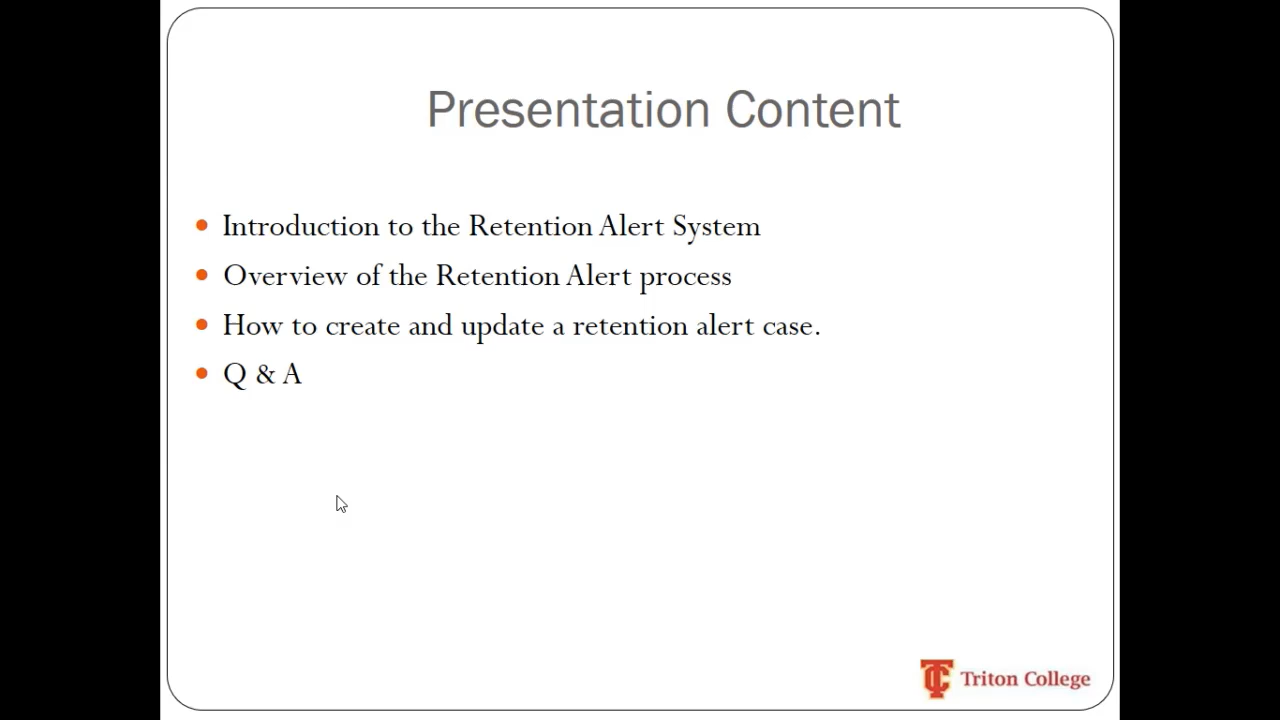 Presentation Content
• Introduction to the Retention Alert System
• Overview of the Retention Alert process
• How to create and update a retention alert case.
• Q & A
TC Triton College